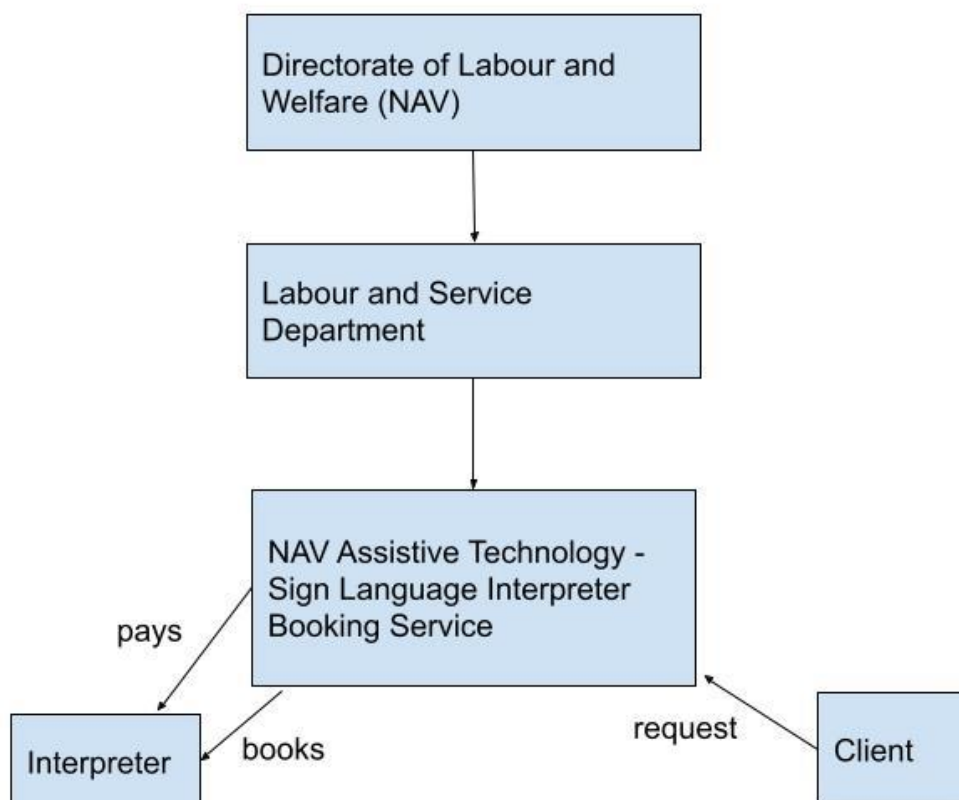 Directorate of Labour and
Welfare (NAV)
Labour and Service
Department
NAV Assistive Technology -
Sign Language Interpreter
Booking Service
pays
books
request
Interpreter
Client